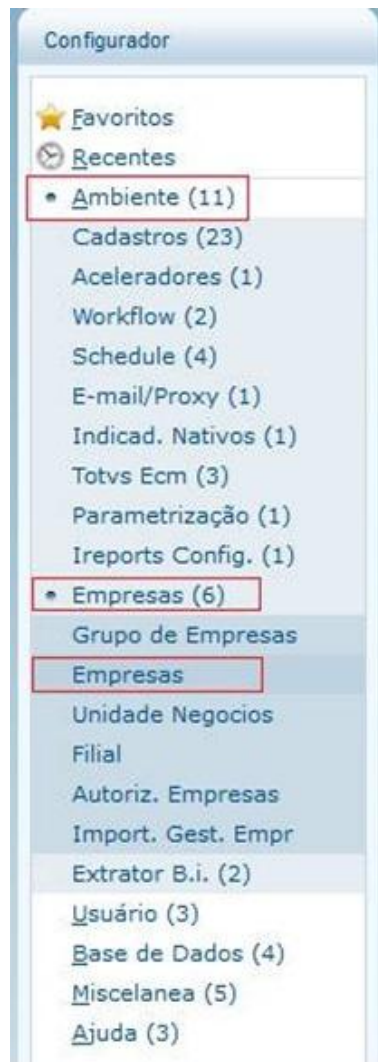 Configurador
Favoritos
Recentes
Ambiente (11)
Cadastros (23)
Aceleradores (1)
Workflow (2)
Schedule (4)
E-mail/Proxy (1)
Indicad. Nativos (1)
Totvs Ecm (3)
Parametrização (1)
Ireports Config. (1)
Empresas (6)
Grupo de Empresas
Empresas
Unidade Negocios
Filial
Autoriz. Empresas
Import. Gest. Empr
Extrator B.i. (2)
Usuário (3)
Base de Dados (4)
Miscelanea (5)
Ajuda (3)